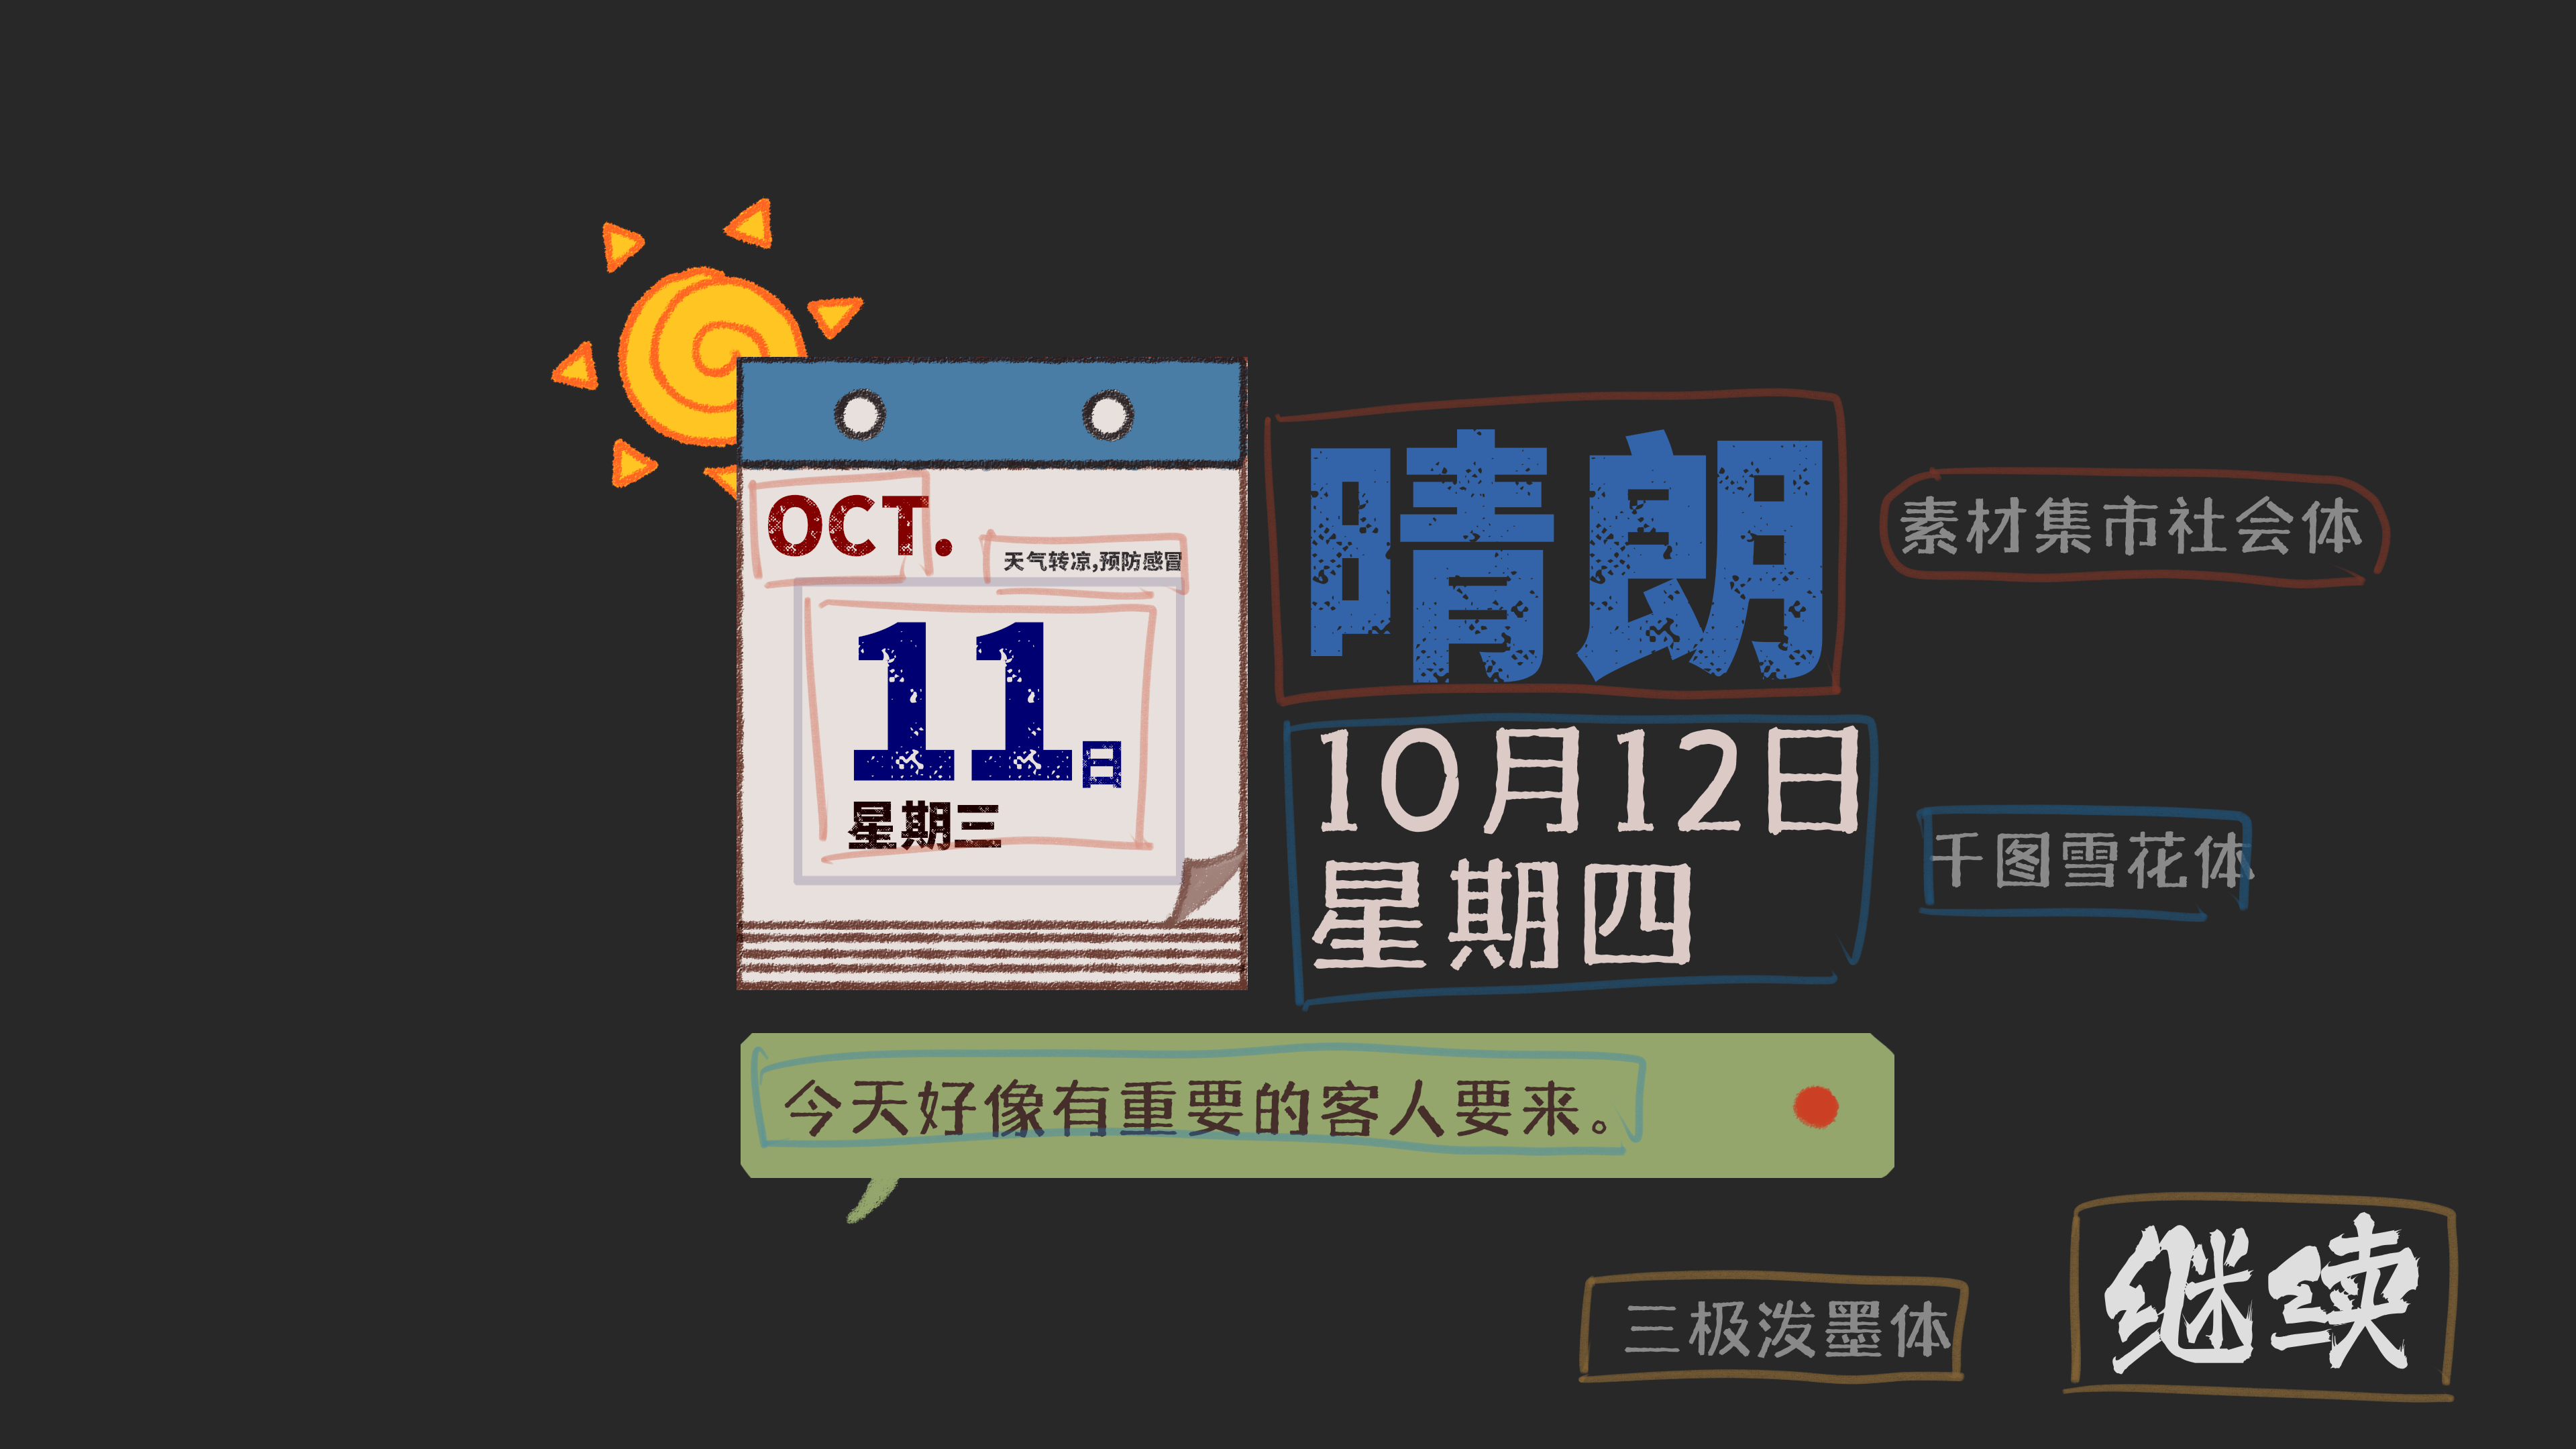 OCT.
天气转凉,预防感冒
11日
星期三
晴朗
素材集市社会体
10月12日
星期四
千图雪花体
今天好像有重要的客人要来。
三极泼墨体
继续